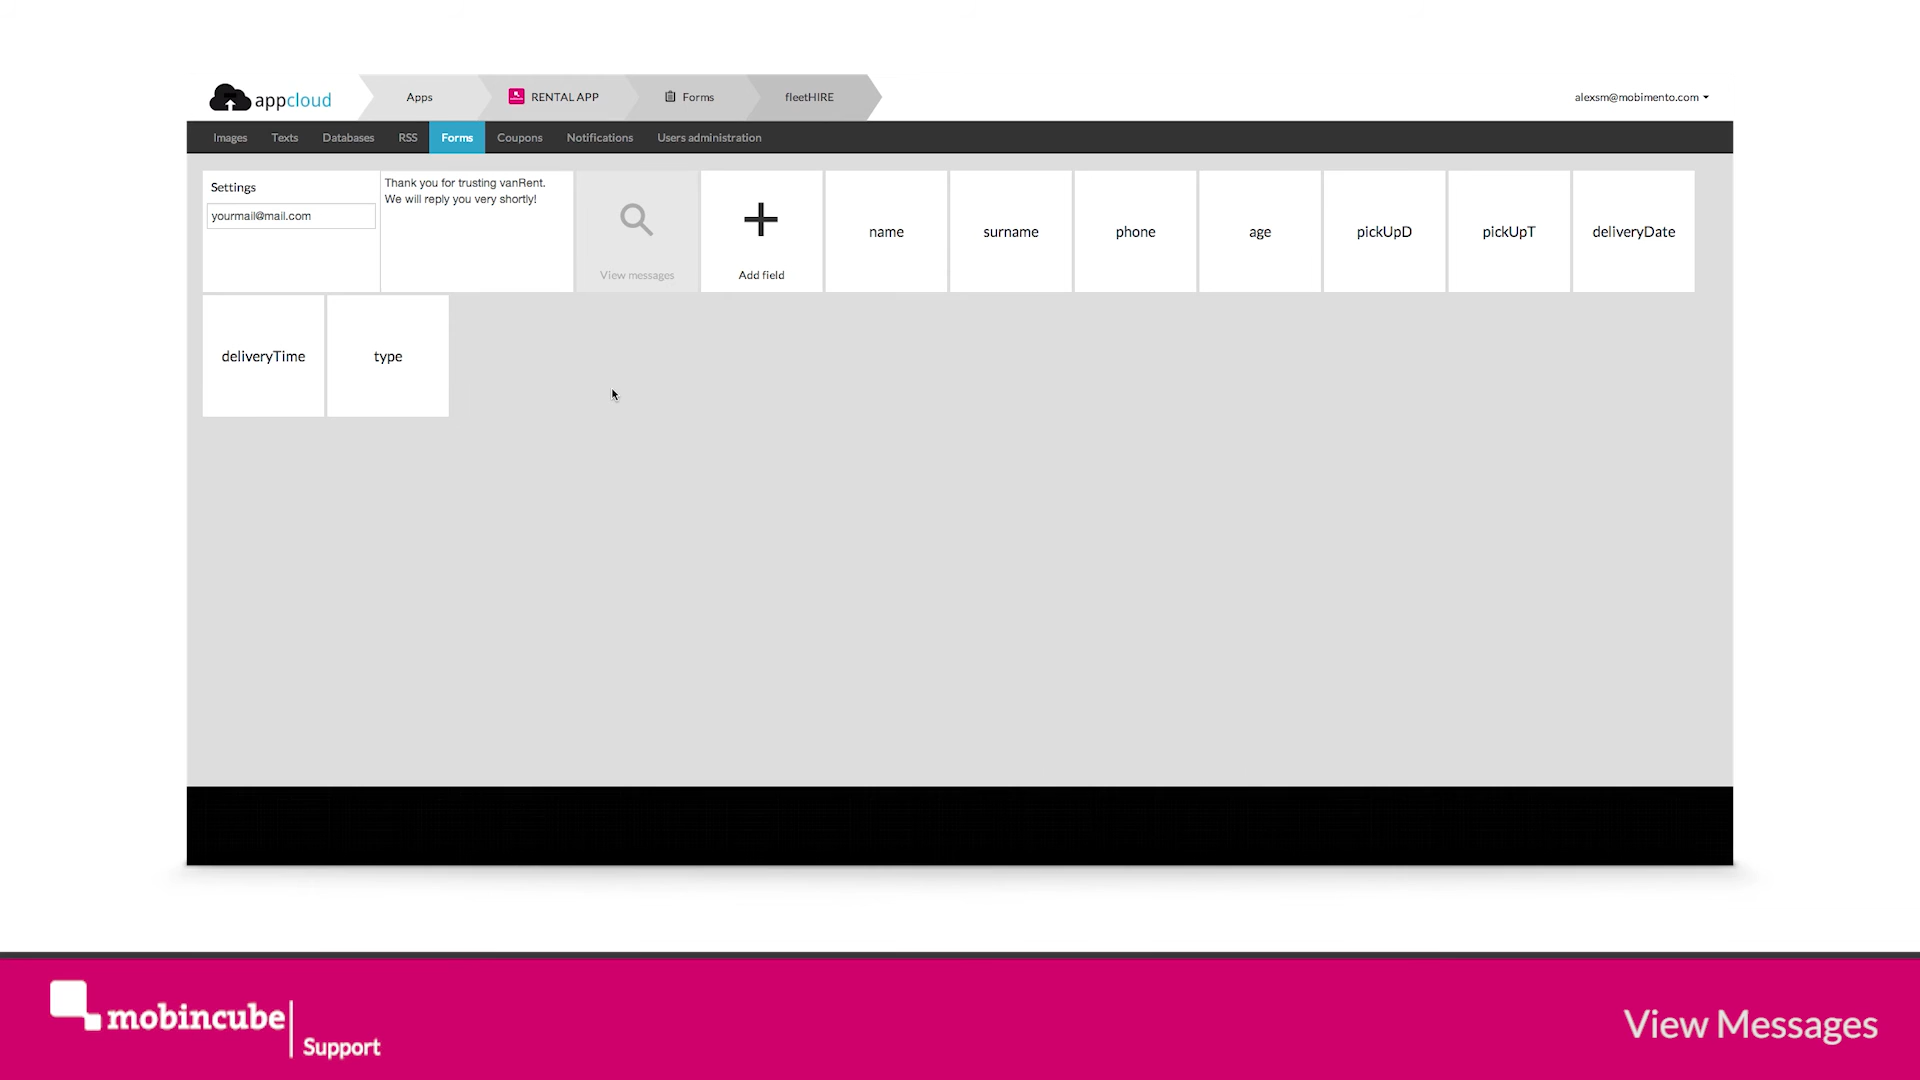 appcloud
Apps
RENTAL APP
Forms
fleetHIRE
alexsm@mobimento.com
Images
Texts
Databases
RSS
Forms
Coupons
Notifications
Users administration
Settings
yourmail@mail.com
Thank you for trusting vanRent.
We will reply you very shortly!
View messages
Add field
name
surname
phone
age
pickUpD
pickUpT
deliveryDate
deliveryTime
type
mobincube
Support
View Messages